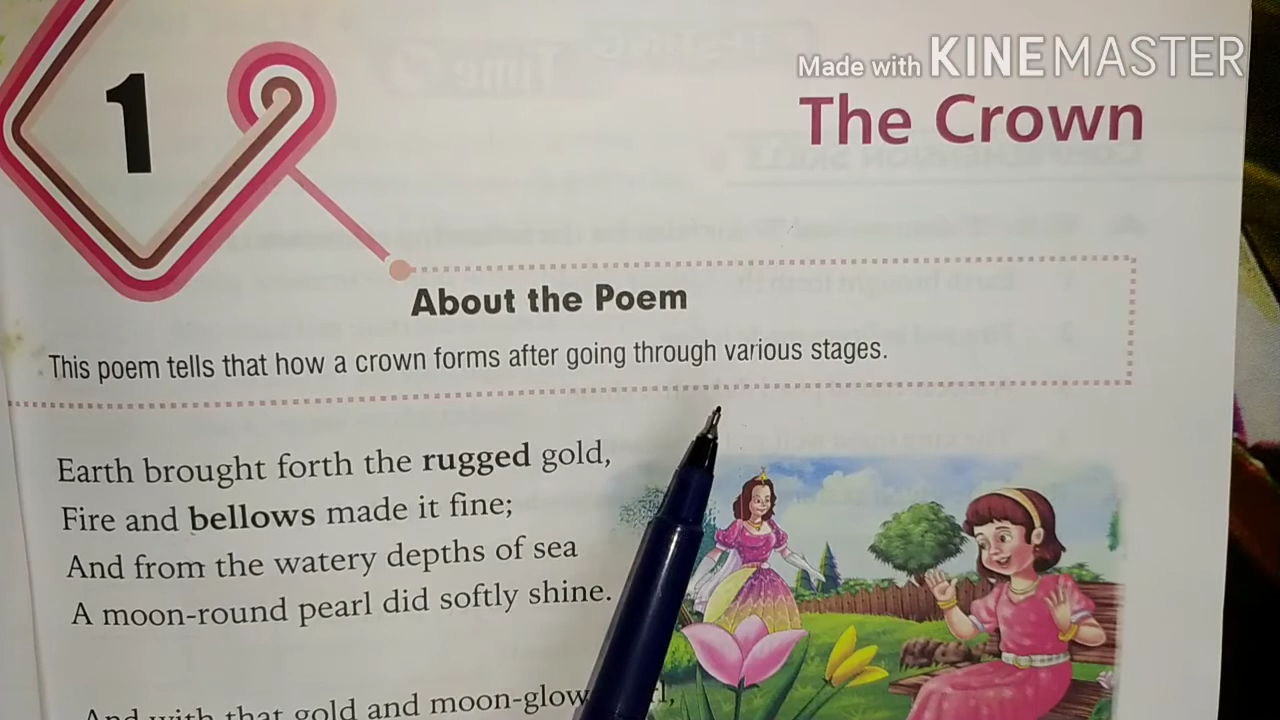 Made with KINEMASTER
1
The Crown
About the Poem
This poem tells that how a crown forms after going through various stages.
Earth brought forth the rugged gold,
Fire and bellows made it fine;
And from the watery depths of sea
A moon-round pearl did softly shine.
And with that gold and moon-glow